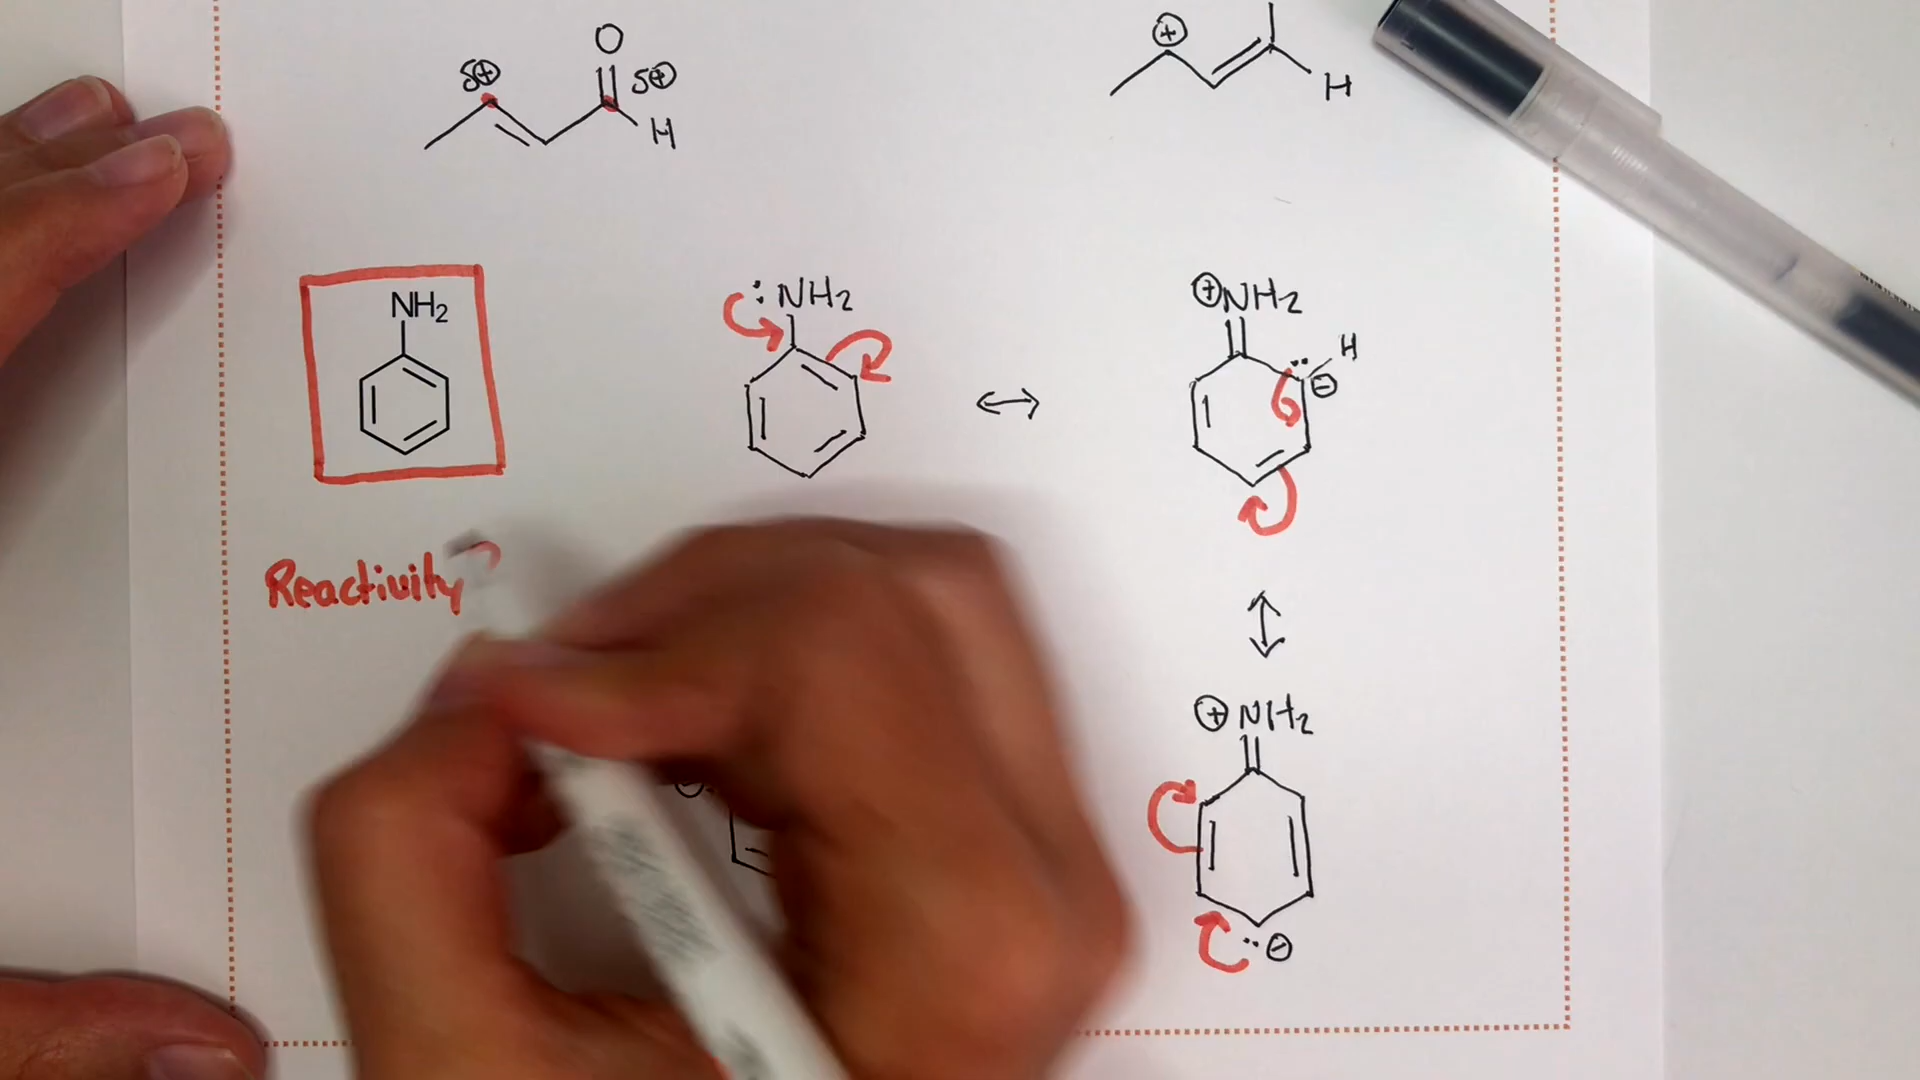 O
δ⊕ δ⊕
H
⊕
H
NH₂
:NH₂
⊕NH₂
H
⊖
Reactivity?
⊕NH₂
⊖
⊖